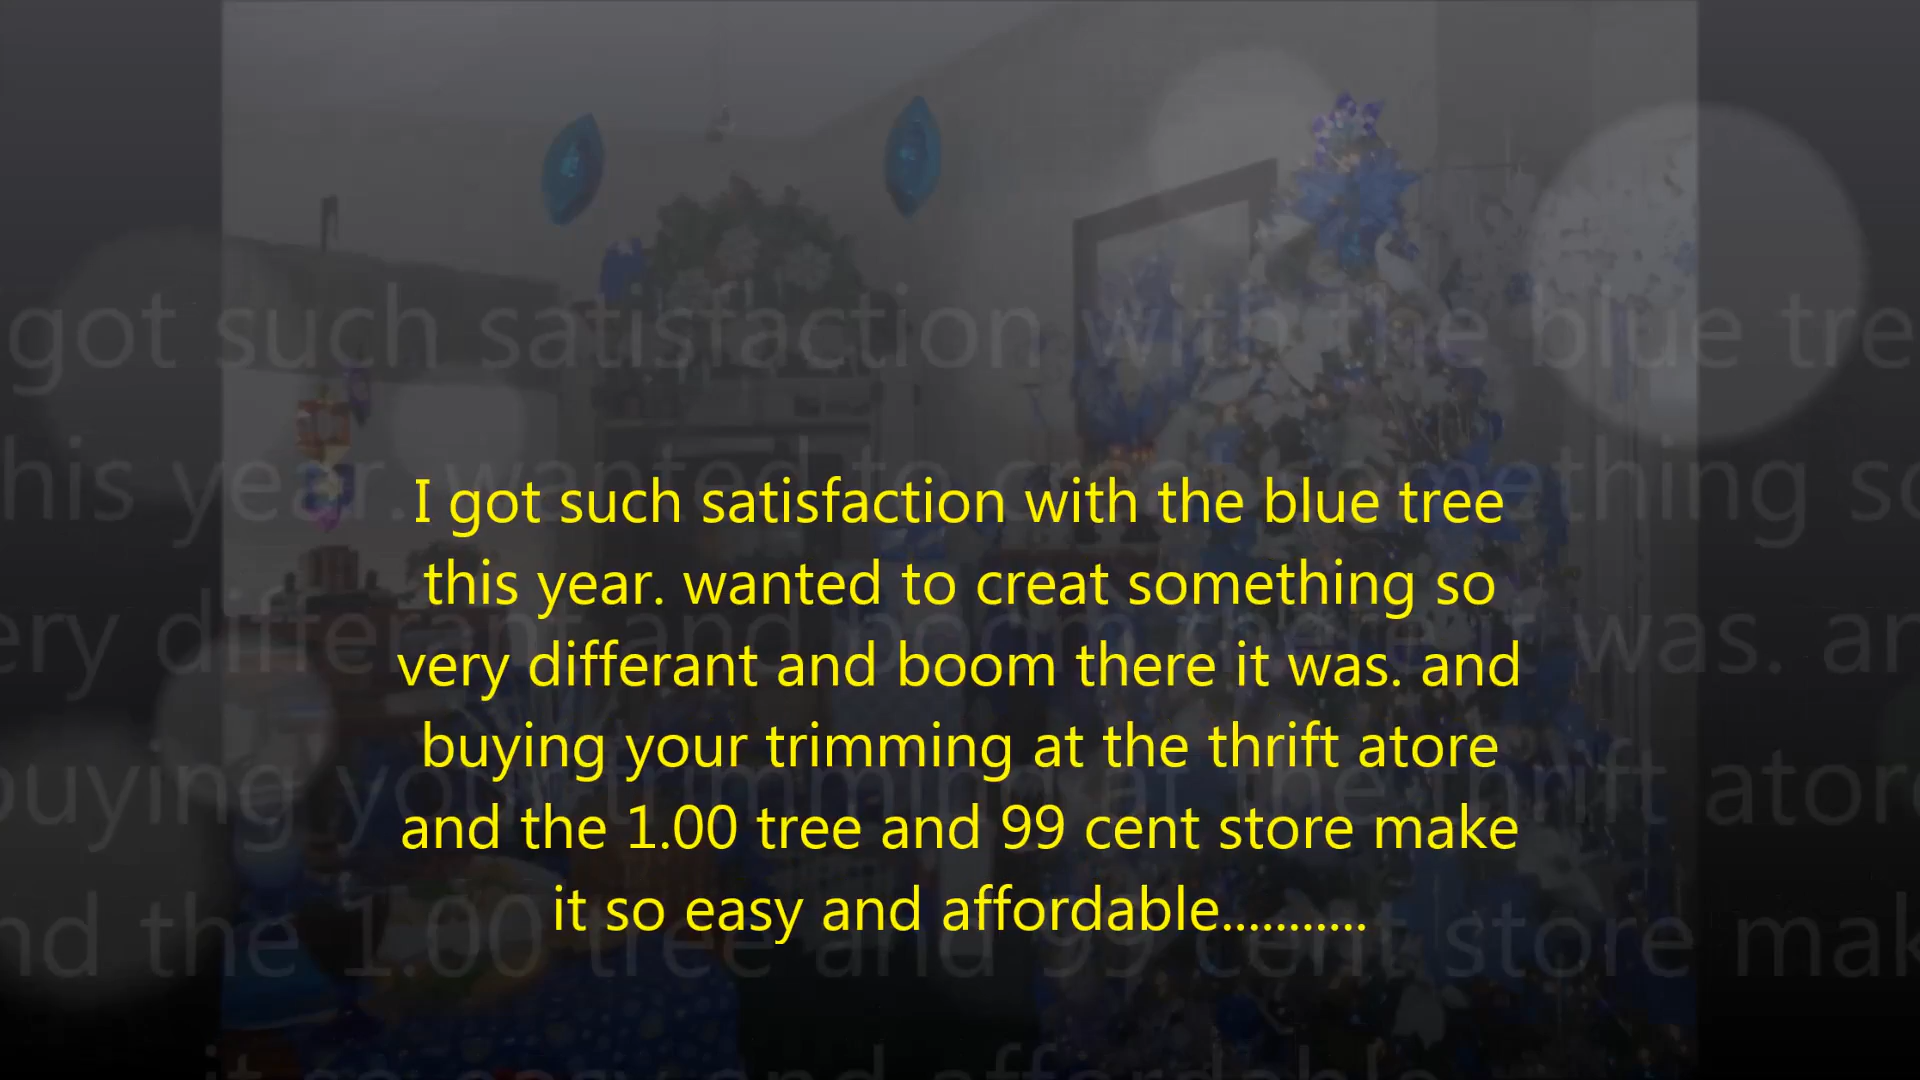 I got such satisfaction with the blue tree
this year. wanted to creat something so
very differant and boom there it was. and
buying your trimming at the thrift atore
and the 1.00 tree and 99 cent store make
it so easy and affordable...........